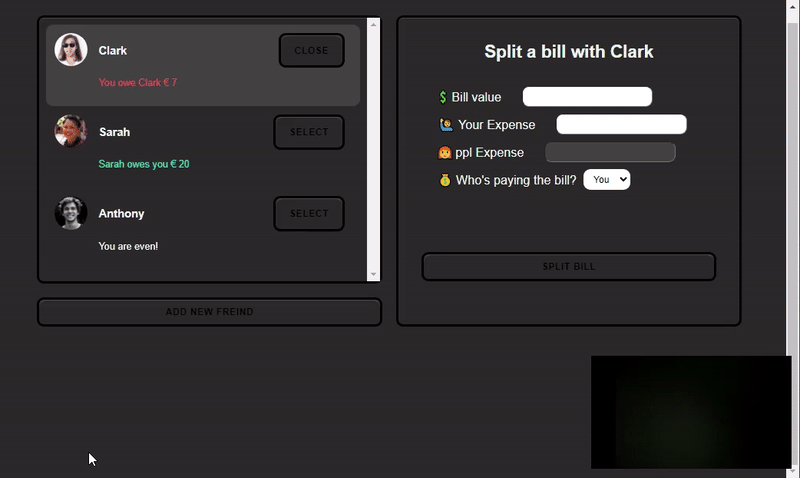 Clark
CLOSE
You owe Clark € 7
Sarah
SELECT
Sarah owes you € 20
Anthony
SELECT
You are even!
ADD NEW FREIND
Split a bill with Clark
Bill value
Your Expense
ppl Expense
Who's paying the bill? You
SPLIT BILL